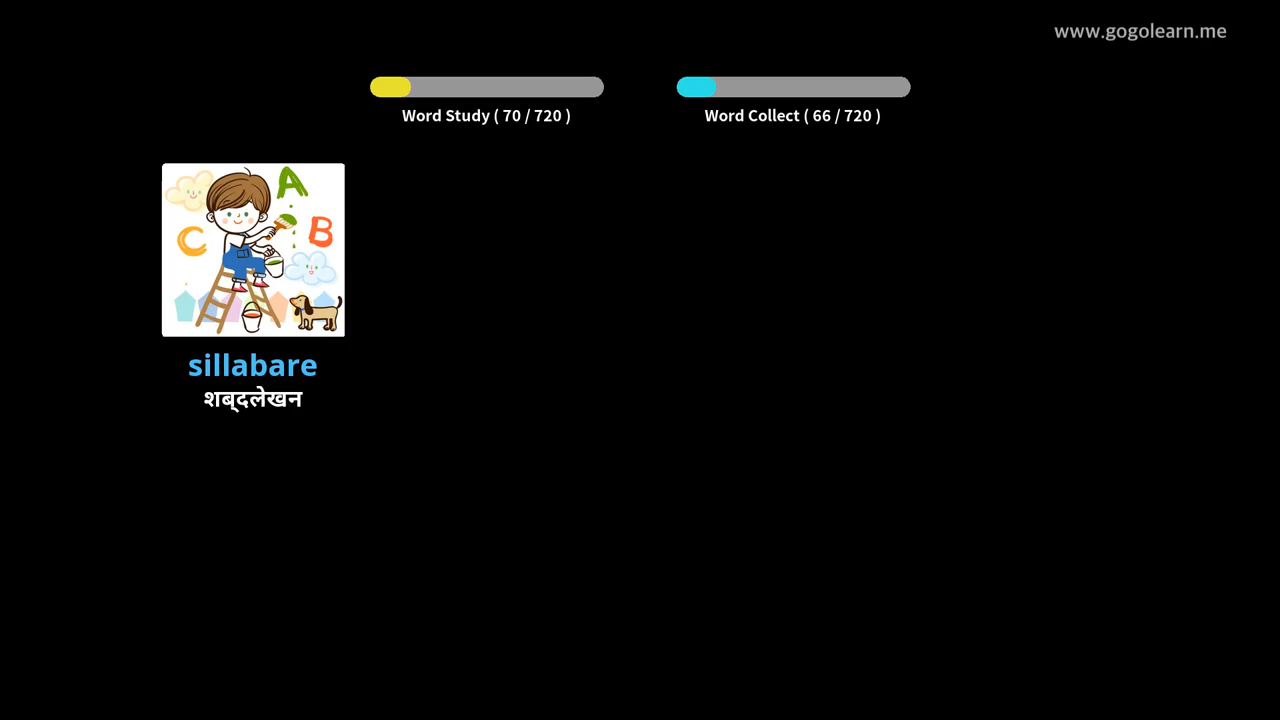 www.gogolearn.me
Word Study ( 70 / 720 )
Word Collect ( 66 / 720 )
A
B
C
sillabare
शब्दलेखन